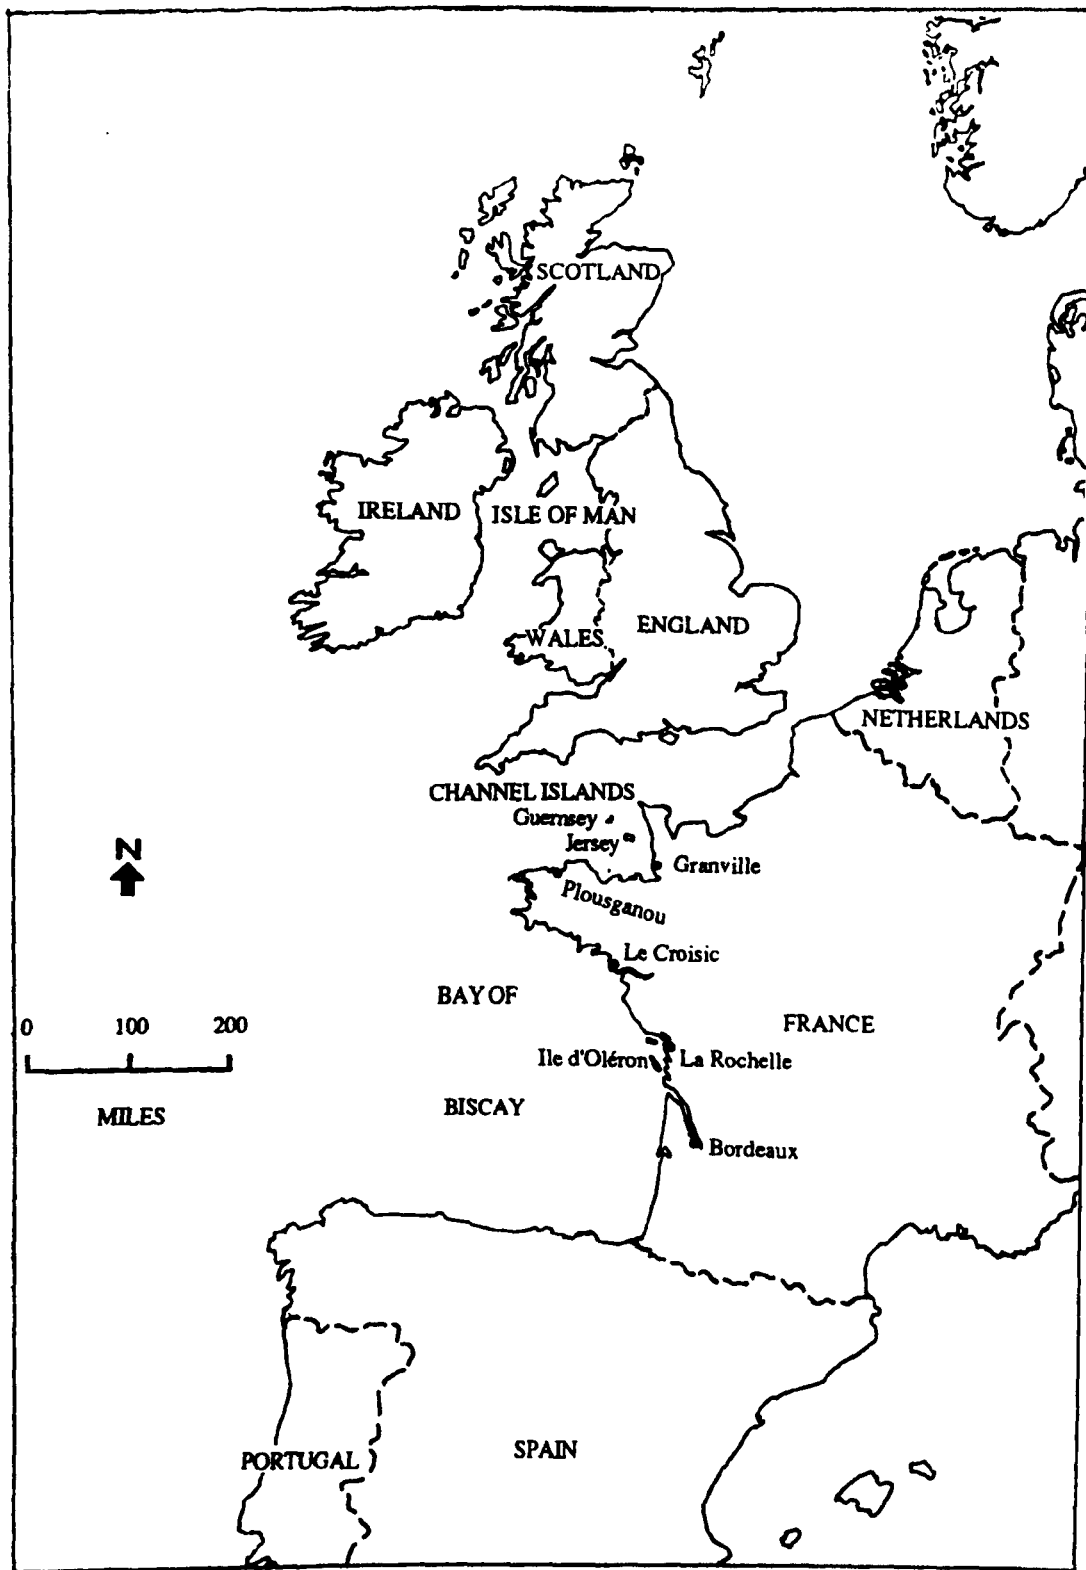 SCOTLAND
IRELAND
ISLE OF MAN
WALES
ENGLAND
NETHERLANDS
CHANNEL ISLANDS
Guernsey
Jersey
Granville
N
Plousganou
Le Croisic
BAY OF
0 100 200
FRANCE
Ile d'Oléron
La Rochelle
MILES
BISCAY
Bordeaux
PORTUGAL
SPAIN